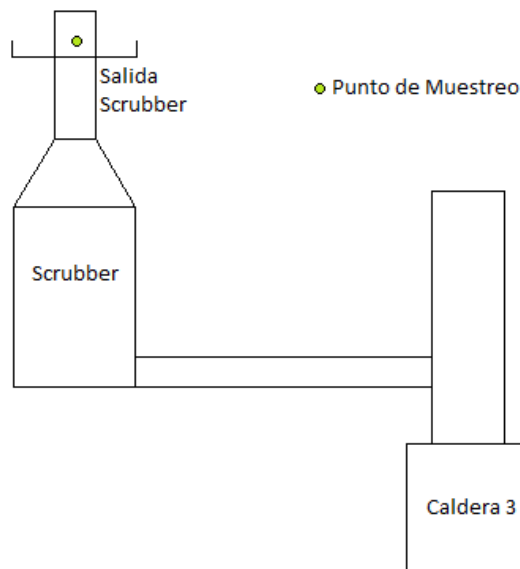 Salida
Scrubber
Punto de Muestreo
Scrubber
Caldera 3